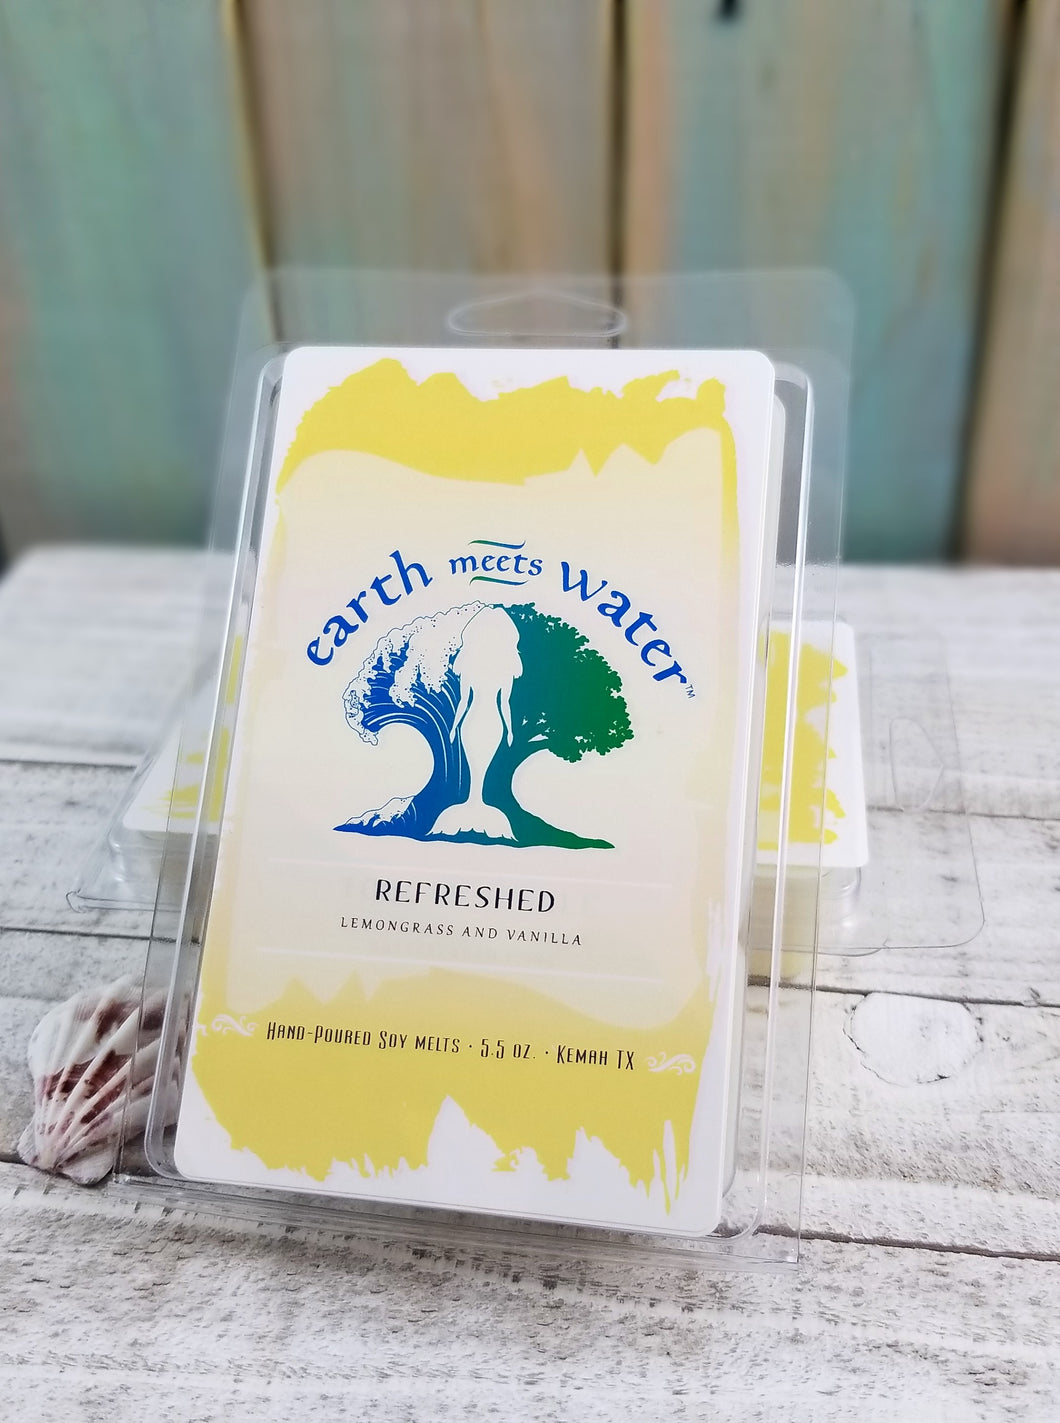 earth meets water™
REFRESHED
LEMONGRASS AND VANILLA
HAND-POURED SOY MELTS · 5.5 OZ. · KEMAH TX